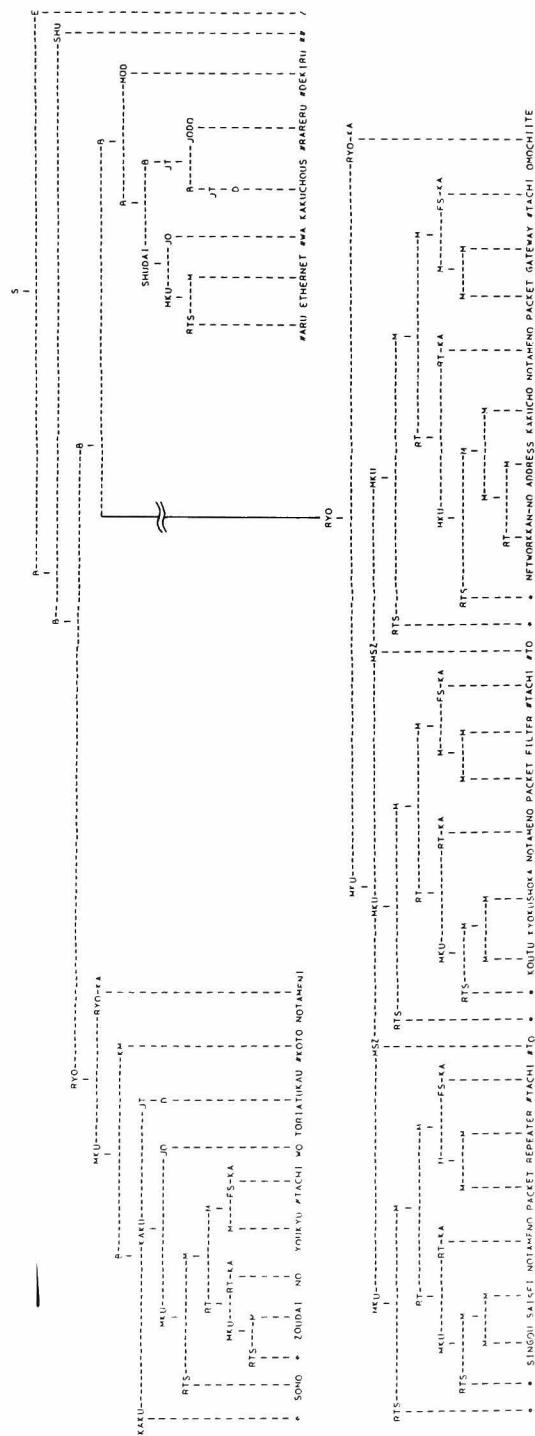 S
B E
B SHU
RYO B
MKU RYO-KA B MOD
B KM
KAKU KAKU JT SHUDAI B
MKU JO D MKU JO JT
RTS M RTS M B JODO
RT M JT
MKU RT-KA M FS-KA D
RTS M
* SONO * ZOUDAI NO YOUKYU #TACHI WO TORIATUKAU #KOTO NOTAMENI #ARU ETHERNET #WA KAKUCHOUS #RARERU #DEKIRU ## /
RYO
MKU RYO-KA
MKU MSZ MKU MSZ MKU
RTS M RTS M RTS M
RT M RT M RT M
MKU RT-KA M FS-KA MKU RT-KA M FS-KA MKU RT-KA M FS-KA
RTS M M M RTS M M M RTS M M M
M M M M M M
RT M
* * SINGOU SAISEI NOTAMENO PACKET REPEATER #TACHI #TO * * KOUTU KYOKUSHOKA NOTAMENO PACKET FILTER #TACHI #TO * * NETWORKKAN-NO ADDRESS KAKUCHO NOTAMENO PACKET GATEWAY #TACHI OMOCHIITE